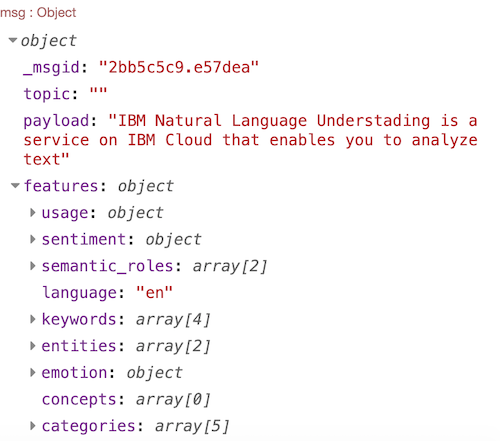 msg : Object
object
_msgid: "2bb5c5c9.e57dea"
topic: ""
payload: "IBM Natural Language Understading is a
service on IBM Cloud that enables you to analyze
text"
features: object
usage: object
sentiment: object
semantic_roles: array[2]
language: "en"
keywords: array[4]
entities: array[2]
emotion: object
concepts: array[0]
categories: array[5]